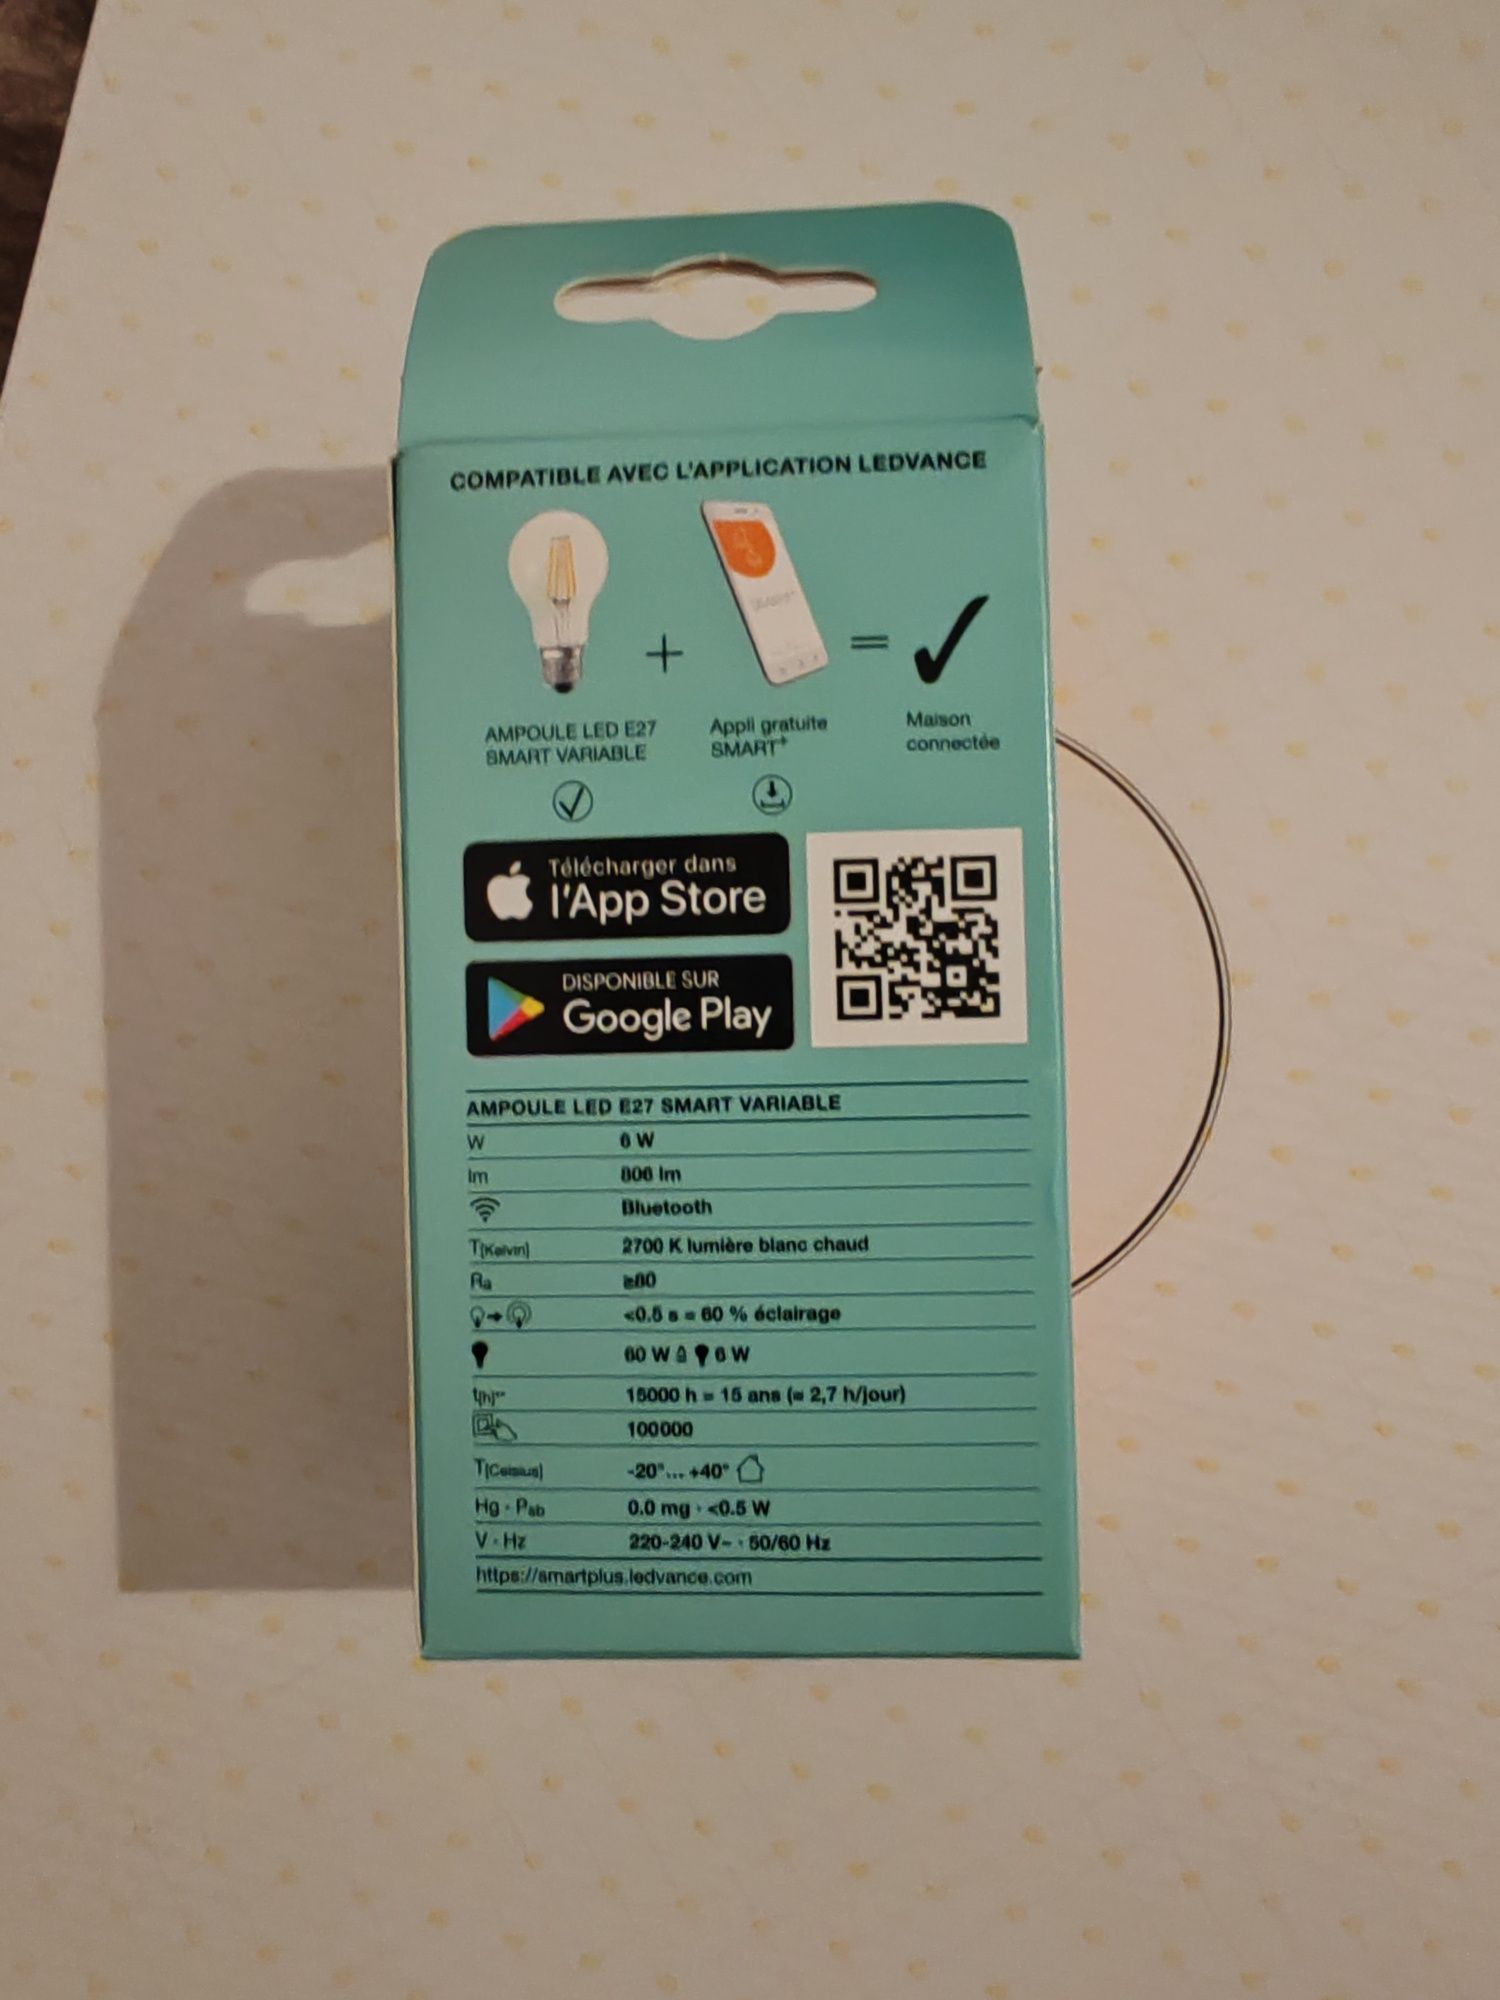 COMPATIBLE AVEC L'APPLICATION LEDVANCE
+ =
AMPOULE LED E27
SMART VARIABLE
Appli gratuite
SMART+
Maison
connectée
Télécharger dans
l'App Store
DISPONIBLE SUR
Google Play
AMPOULE LED E27 SMART VARIABLE
W 6 W
lm 806 lm
Bluetooth
T[Kelvin] 2700 K lumière blanc chaud
Ra ≥80
<0.5 s = 60 % éclairage
60 W à 6 W
t[h]** 15000 h = 15 ans (= 2,7 h/jour)
100000
T[Celsius] -20°... +40°
Hg · Psb 0.0 mg · <0.5 W
V · Hz 220-240 V~ · 50/60 Hz
https://smartplus.ledvance.com